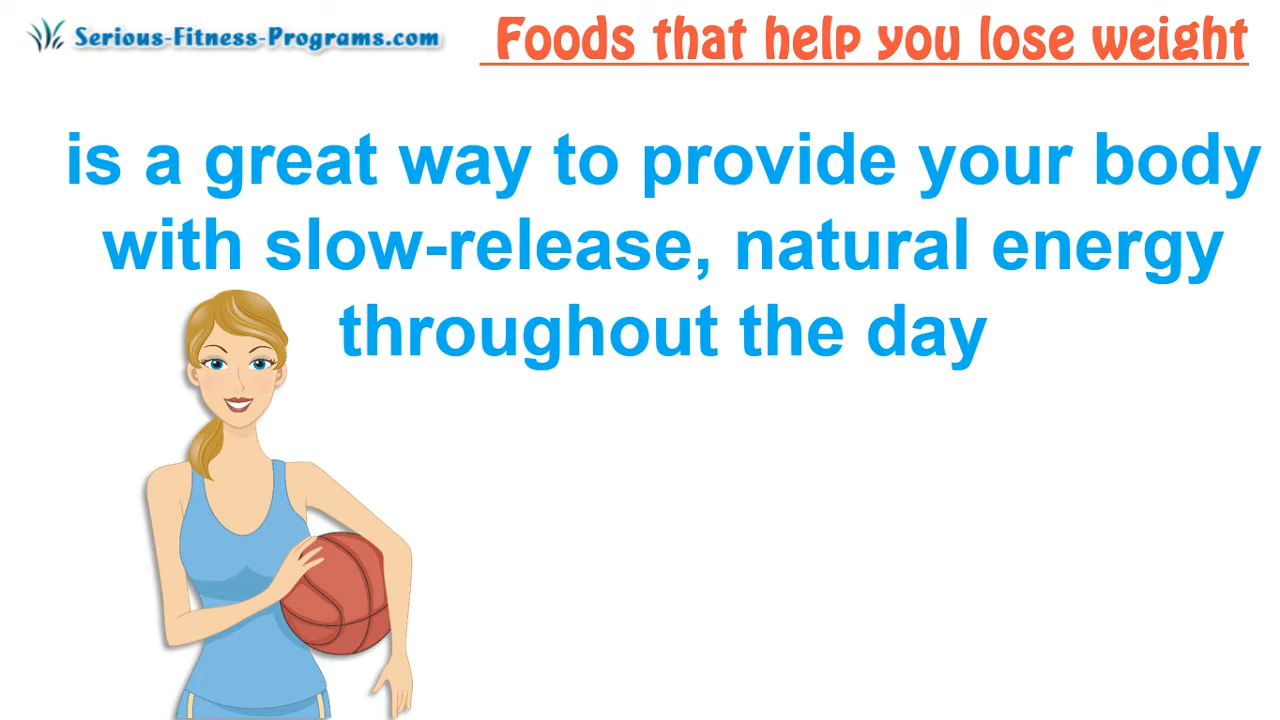 Serious-Fitness-Programs.com
Foods that help you lose weight
is a great way to provide your body
with slow-release, natural energy
throughout the day